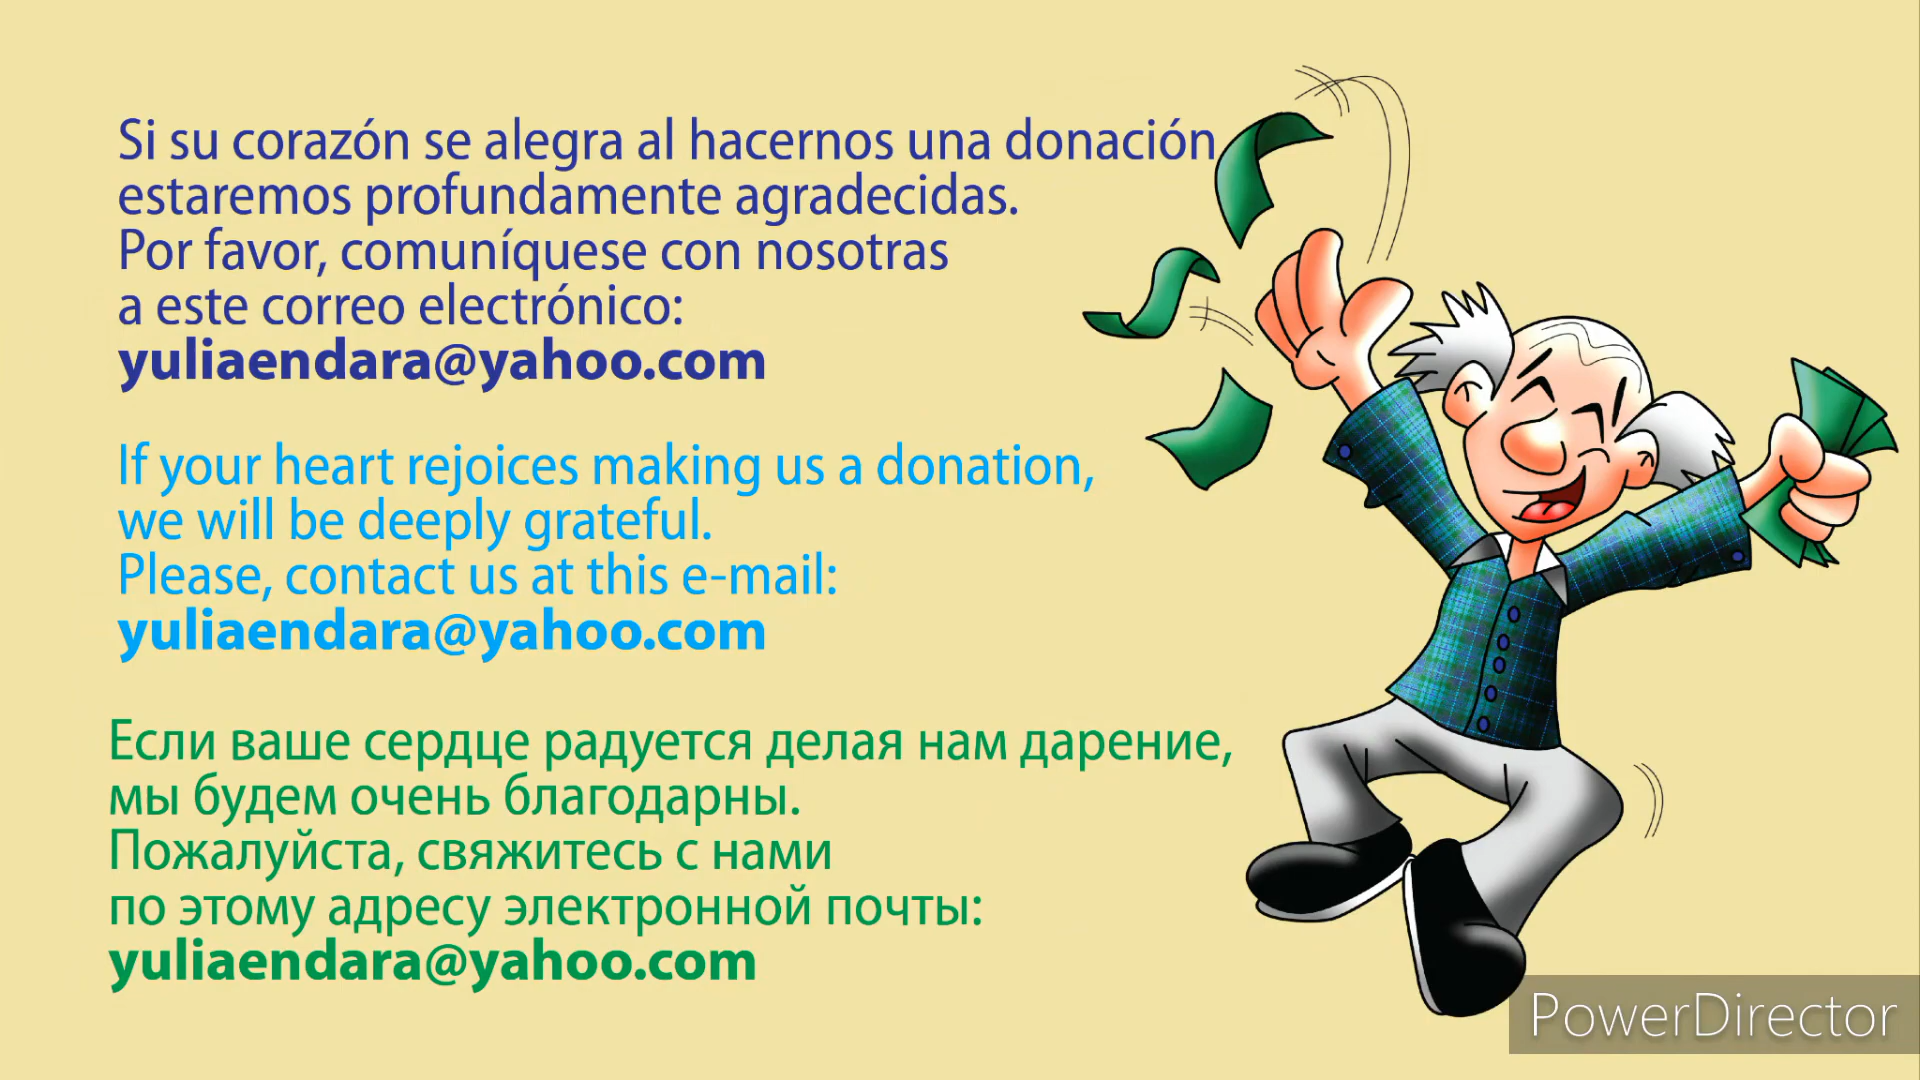 Si su corazón se alegra al hacernos una donación
estaremos profundamente agradecidas.
Por favor, comuníquese con nosotras
a este correo electrónico:
yuliaendara@yahoo.com
If your heart rejoices making us a donation,
we will be deeply grateful.
Please, contact us at this e-mail:
yuliaendara@yahoo.com
Если ваше сердце радуется делая нам дарение,
мы будем очень благодарны.
Пожалуйста, свяжитесь с нами
по этому адресу электронной почты:
yuliaendara@yahoo.com
PowerDirector